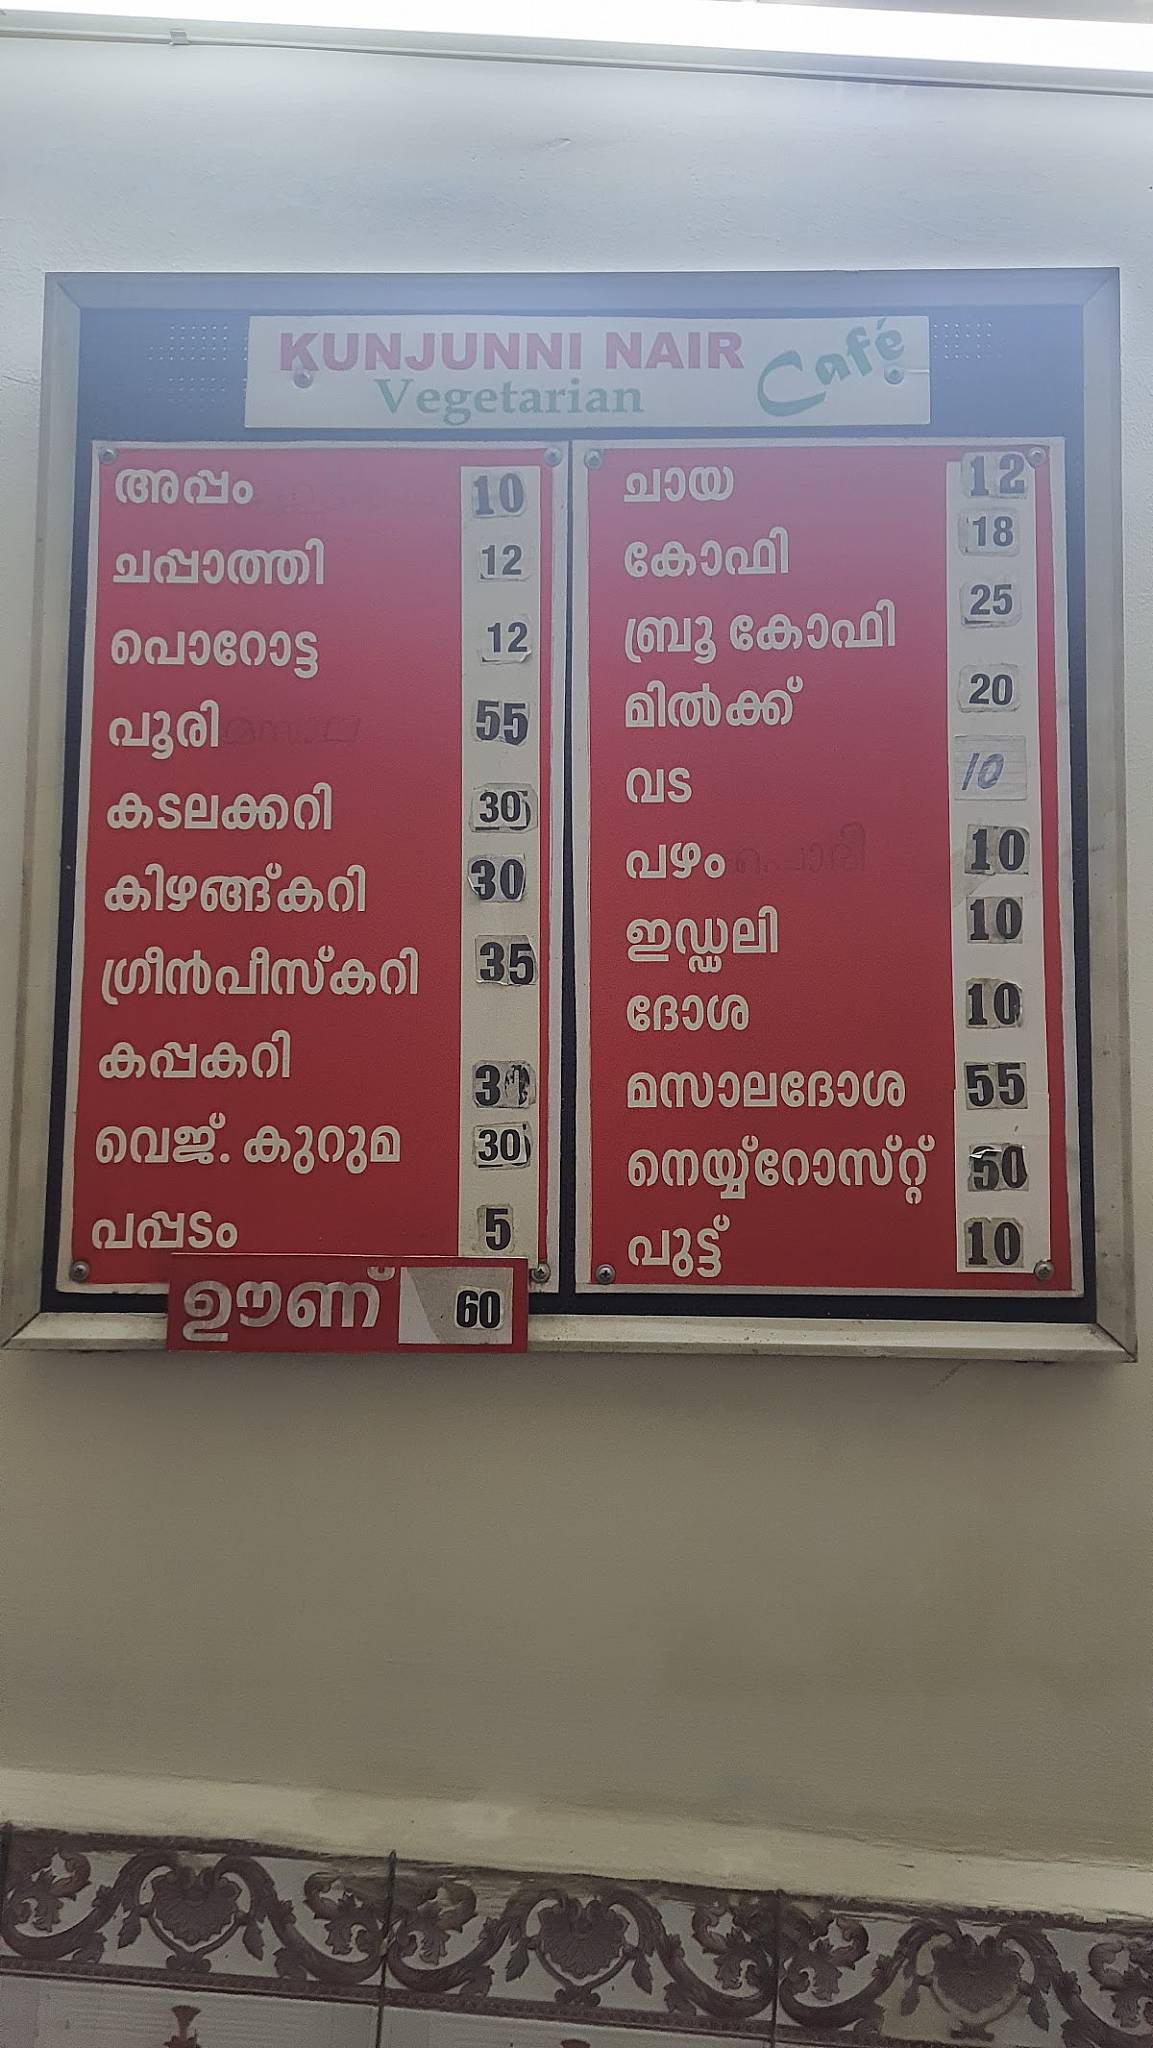 KUNJUNNI NAIR Café
Vegetarian
അപ്പം 10
ചപ്പാത്തി 12
പൊറോട്ട 12
പൂരി മസാല 55
കടലക്കറി 30
കിഴങ്ങ്കറി 30
ഗ്രീൻപീസ്കറി 35
കപ്പകറി
വെജ്. കുറുമ 30
പപ്പടം 5
ഊണ് 60
ചായ 12
കോഫി 18
ബ്രൂ കോഫി 25
മിൽക്ക് 20
വട 10
പഴം പൊരി 10
ഇഡ്ഡലി 10
ദോശ 10
മസാലദോശ 55
നെയ്യ്റോസ്റ്റ് 50
പുട്ട് 10